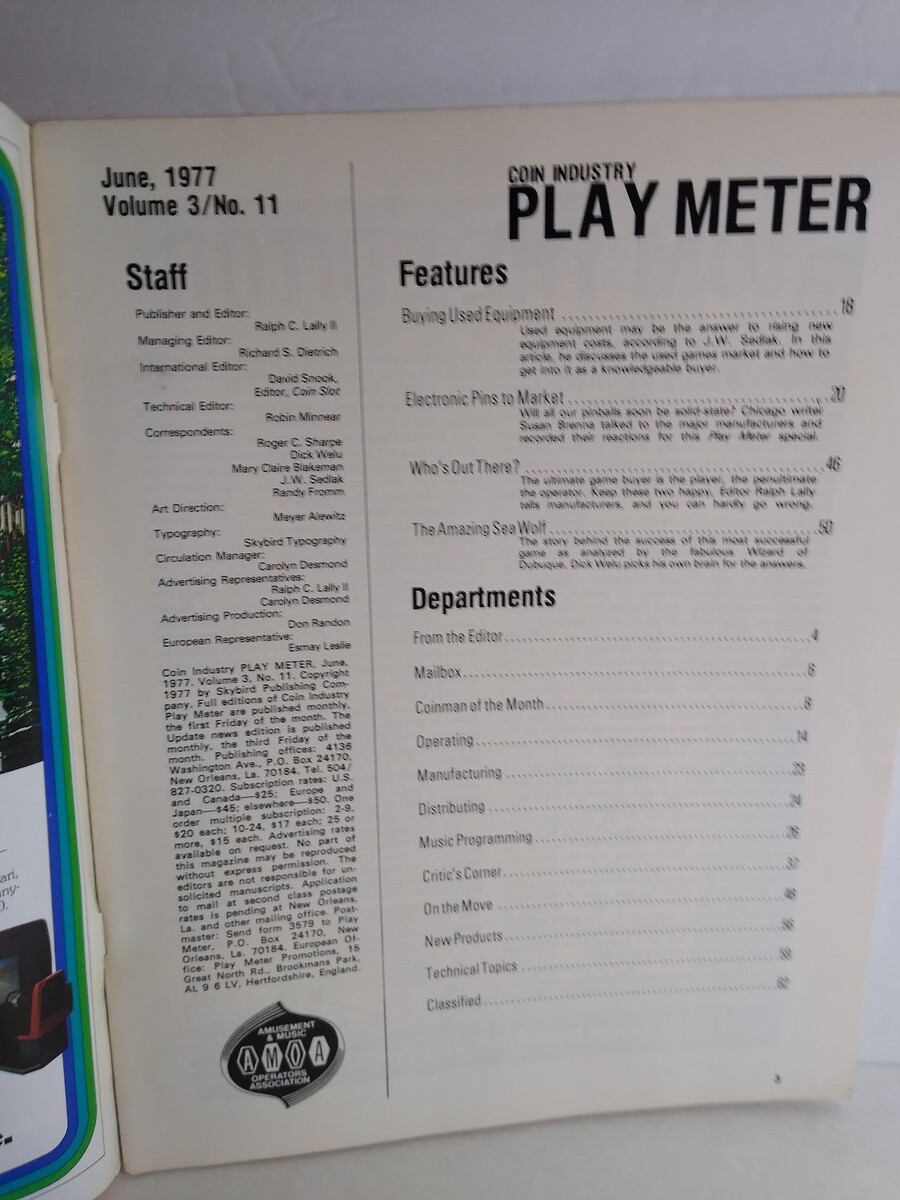 June, 1977
Volume 3/No. 11
Staff
Publisher and Editor:
Ralph C. Lally II
Managing Editor:
Richard S. Dietrich
International Editor:
David Snook,
Editor, Coin Slot
Technical Editor:
Robin Minnear
Correspondents:
Roger C. Sharpe
Dick Welu
Mary Claire Blakeman
J.W. Sedlak
Randy Fromm
Art Direction:
Meyer Alewitz
Typography:
Skybird Typography
Circulation Manager:
Carolyn Desmond
Advertising Representatives:
Ralph C. Lally II
Carolyn Desmond
Advertising Production:
Don Randon
European Representative:
Esmay Leslie
Coin Industry PLAY METER, June,
1977. Volume 3, No. 11. Copyright
1977 by Skybird Publishing Com-
pany. Full editions of Coin Industry
Play Meter are published monthly,
the first Friday of the month. The
Update news edition is published
monthly, the third Friday of the
month. Publishing offices: 4136
Washington Ave., P.O. Box 24170,
New Orleans, La. 70184. Tel. 504/
827-0320. Subscription rates: U.S.
and Canada—$25; Europe and
Japan—$45; elsewhere—$50. One
order multiple subscription: 2-9,
$20 each; 10-24, $17 each; 25 or
more, $15 each. Advertising rates
available on request. No part of
this magazine may be reproduced
without express permission. The
editors are not responsible for un-
solicited manuscripts. Application
to mail at second class postage
rates is pending at New Orleans,
La. and other mailing office. Post-
master: Send form 3579 to Play
Meter, P.O. Box 24170, New
Orleans, La. 70184. European Of-
fice: Play Meter Promotions, 15
Great North Rd., Brookmans Park,
AL 9 6 LV, Hertfordshire, England.
AMUSEMENT
& MUSIC
AMOA
OPERATORS
ASSOCIATION
COIN INDUSTRY
PLAY METER
Features
Buying Used Equipment 18
Used equipment may be the answer to rising new
equipment costs, according to J.W. Sedlak. In this
article, he discusses the used games market and how to
get into it as a knowledgeable buyer.
Electronic Pins to Market 20
Will all our pinballs soon be solid-state? Chicago writer
Susan Brenna talked to the major manufacturers and
recorded their reactions for this Play Meter special.
Who's Out There? 46
The ultimate game buyer is the player, the penultimate
the operator. Keep these two happy, Editor Ralph Lally
tells manufacturers, and you can hardly go wrong.
The Amazing Sea Wolf 50
The story behind the success of this most successful
game as analyzed by the fabulous Wizard of
Dubuque. Dick Welu picks his own brain for the answers.
Departments
From the Editor 4
Mailbox 6
Coinman of the Month 8
Operating 14
Manufacturing 23
Distributing 24
Music Programming 26
Critic's Corner 37
On the Move 48
New Products 56
Technical Topics 59
Classified 62
3